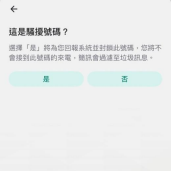 這是騷擾號碼？
選擇「是」將為您回報系統並封鎖此號碼，您將不
會接到此號碼的來電，簡訊會過濾至垃圾訊息。
是 否